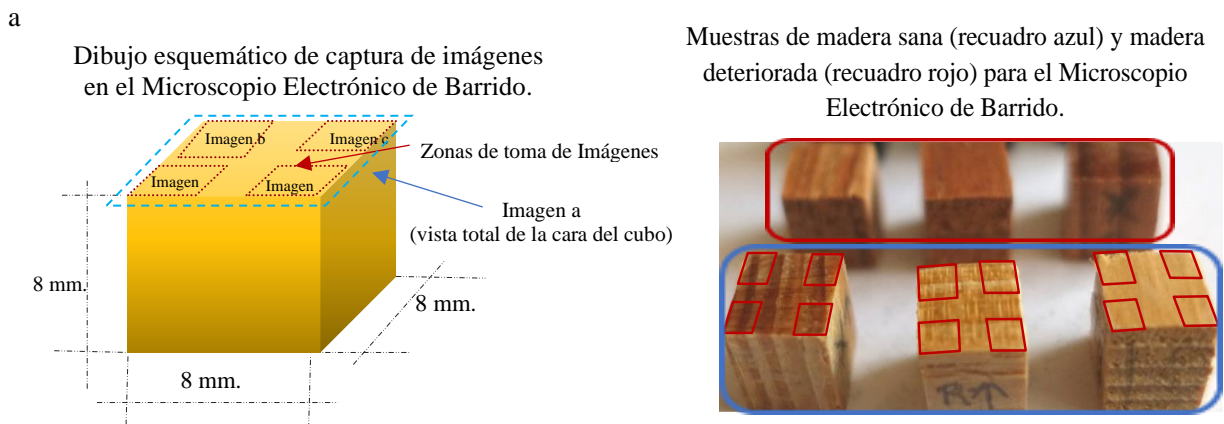 a
Dibujo esquemático de captura de imágenes
en el Microscopio Electrónico de Barrido.
Imagen b
Imagen c
Imagen
Imagen
Zonas de toma de Imágenes
Imagen a
(vista total de la cara del cubo)
8 mm.
8 mm.
8 mm.
Muestras de madera sana (recuadro azul) y madera
deteriorada (recuadro rojo) para el Microscopio
Electrónico de Barrido.
X
R↑